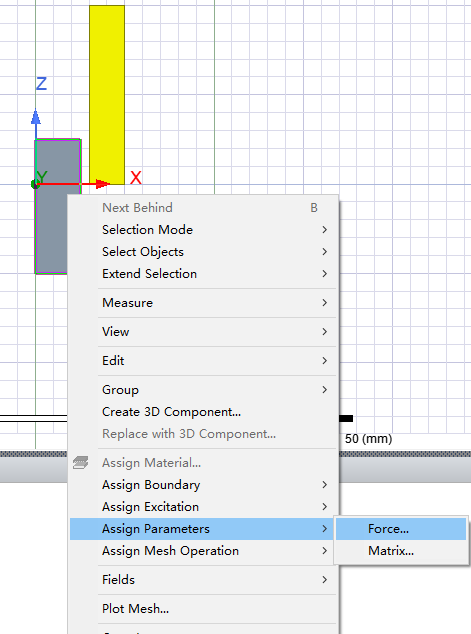 Z
Y
X
Next Behind B
Selection Mode
Select Objects
Extend Selection
Measure
View
Edit
Group
Create 3D Component...
Replace with 3D Component...
50 (mm)
Assign Material...
Assign Boundary
Assign Excitation
Assign Parameters
Force...
Assign Mesh Operation
Matrix...
Fields
Plot Mesh...